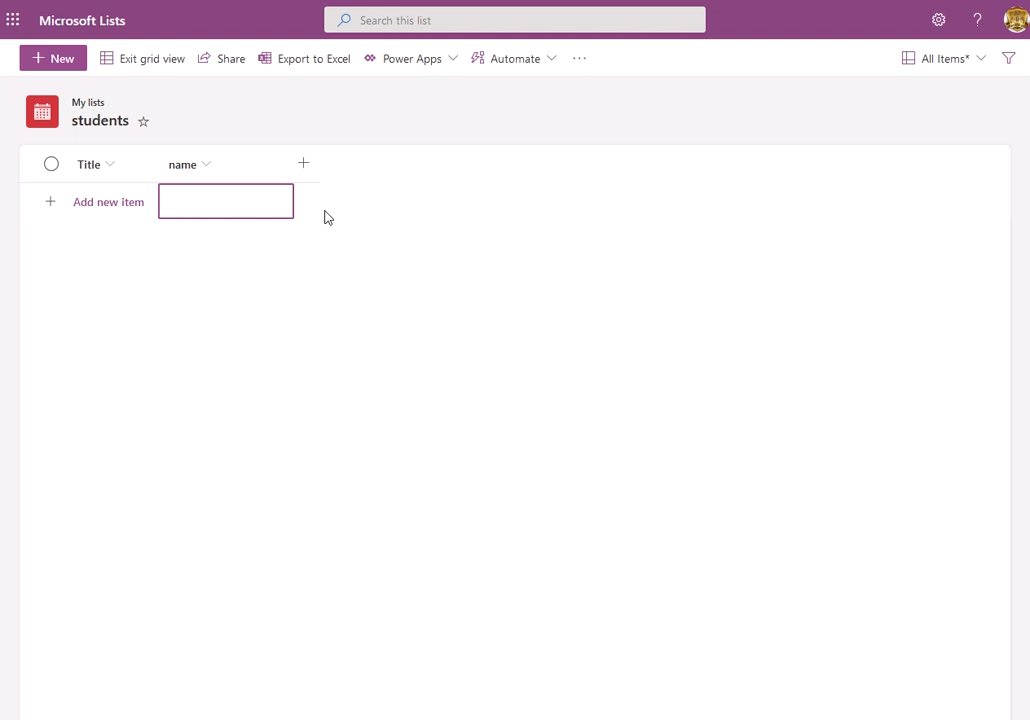 Microsoft Lists
Search this list
?
+ New
Exit grid view
Share
Export to Excel
Power Apps
Automate
...
All Items*
My lists
students
Title
name
+
+ Add new item